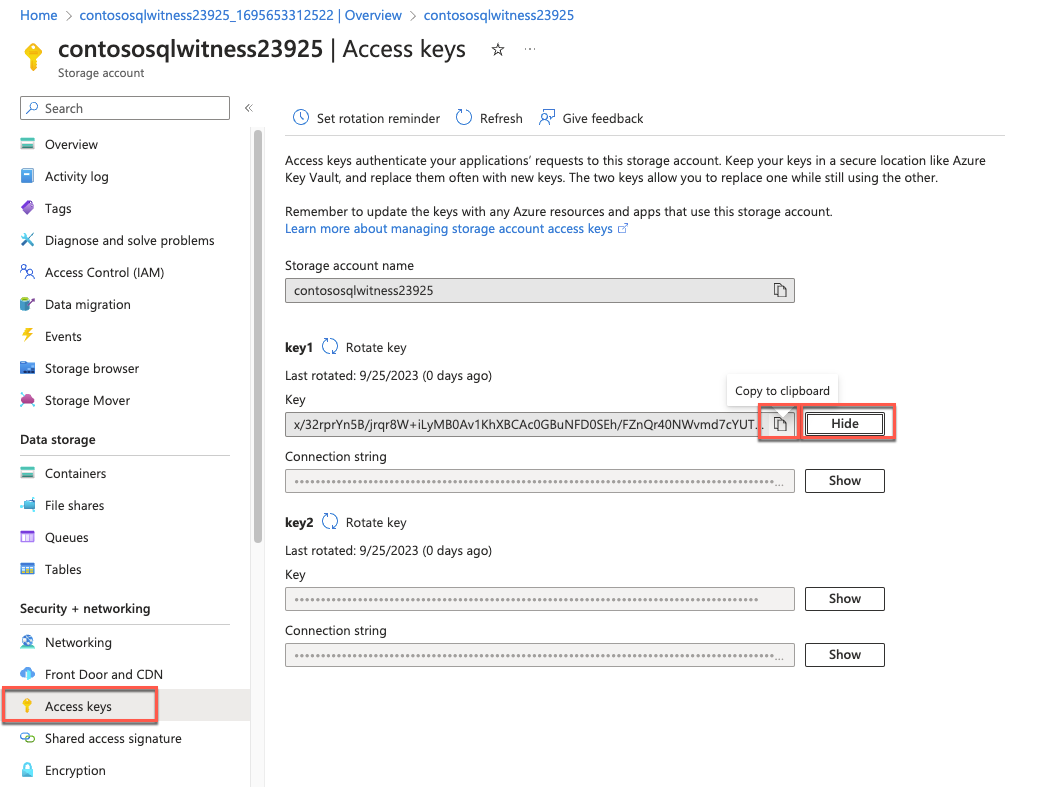 Home > contososqlwitness23925_1695653312522 | Overview > contososqlwitness23925
contososqlwitness23925 | Access keys
Storage account
Search
Overview
Activity log
Tags
Diagnose and solve problems
Access Control (IAM)
Data migration
Events
Storage browser
Storage Mover
Data storage
Containers
File shares
Queues
Tables
Security + networking
Networking
Front Door and CDN
Access keys
Shared access signature
Encryption
Set rotation reminder Refresh Give feedback
Access keys authenticate your applications' requests to this storage account. Keep your keys in a secure location like Azure
Key Vault, and replace them often with new keys. The two keys allow you to replace one while still using the other.
Remember to update the keys with any Azure resources and apps that use this storage account.
Learn more about managing storage account access keys
Storage account name
contososqlwitness23925
key1 Rotate key
Last rotated: 9/25/2023 (0 days ago)
Copy to clipboard
Key
x/32rprYn5B/jrqr8W+iLyMB0Av1KhXBCAc0GBuNFD0SEh/FZnQr40NWvmd7cYUT... Hide
Connection string
Show
key2 Rotate key
Last rotated: 9/25/2023 (0 days ago)
Key
Show
Connection string
Show